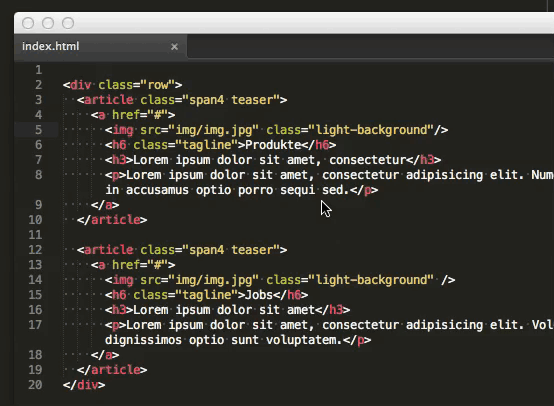 index.html ×
1
2 <div class="row">
3 <article class="span4 teaser">
4 <a href="#">
5 <img src="img/img.jpg" class="light-background"/>
6 <h6 class="tagline">Produkte</h6>
7 <h3>Lorem ipsum dolor sit amet, consectetur</h3>
8 <p>Lorem ipsum dolor sit amet, consectetur adipisicing elit. Num
in accusamus optio porro sequi sed.</p>
9 </a>
10 </article>
11
12 <article class="span4 teaser">
13 <a href="#">
14 <img src="img/img.jpg" class="light-background" />
15 <h6 class="tagline">Jobs</h6>
16 <h3>Lorem ipsum dolor sit amet</h3>
17 <p>Lorem ipsum dolor sit amet, consectetur adipisicing elit. Vol
dignissimos optio sunt voluptatem.</p>
18 </a>
19 </article>
20 </div>